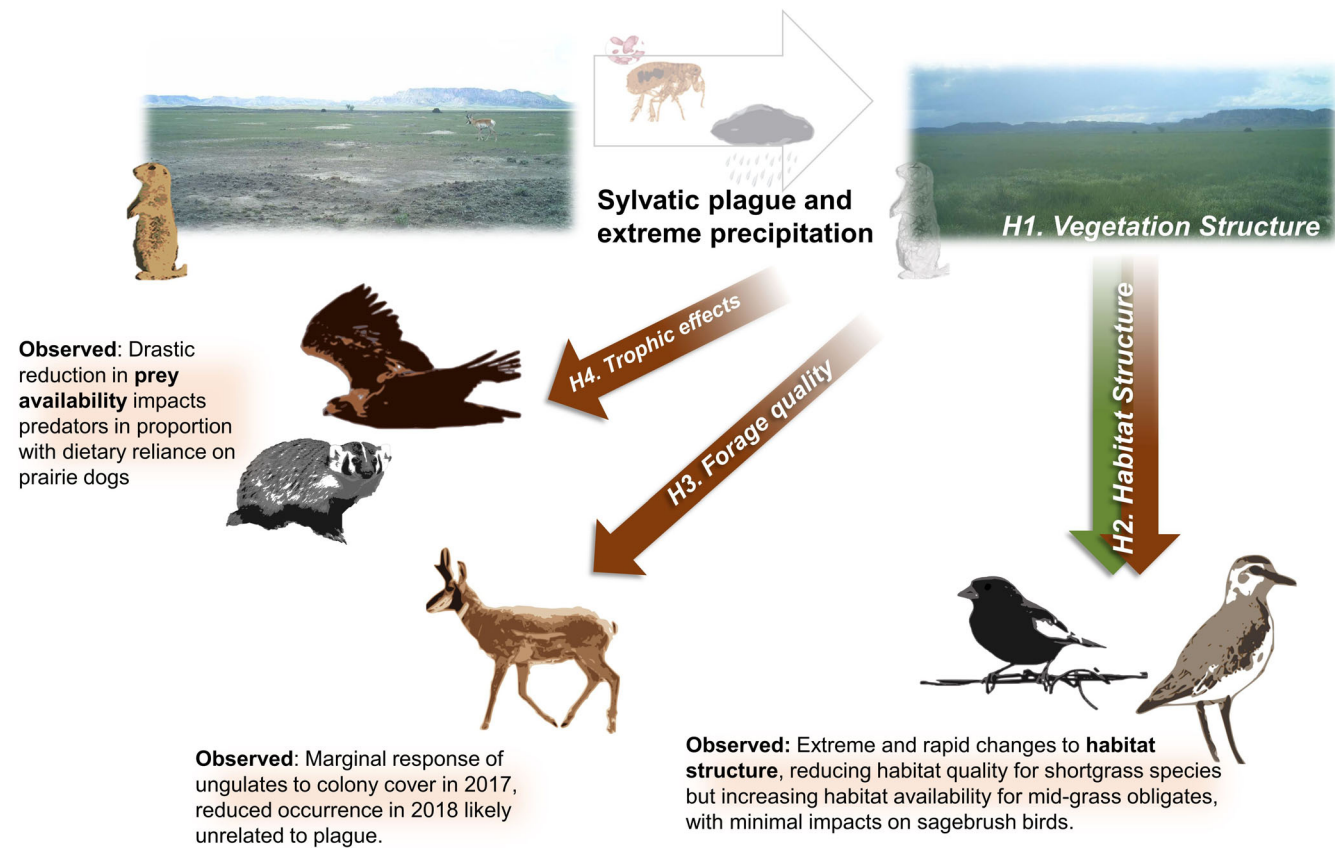 Sylvatic plague and
extreme precipitation
H1. Vegetation Structure
H4. Trophic effects
H3. Forage quality
H2. Habitat Structure
Observed: Drastic
reduction in prey
availability impacts
predators in proportion
with dietary reliance on
prairie dogs
Observed: Marginal response of
ungulates to colony cover in 2017,
reduced occurrence in 2018 likely
unrelated to plague.
Observed: Extreme and rapid changes to habitat
structure, reducing habitat quality for shortgrass species
but increasing habitat availability for mid-grass obligates,
with minimal impacts on sagebrush birds.